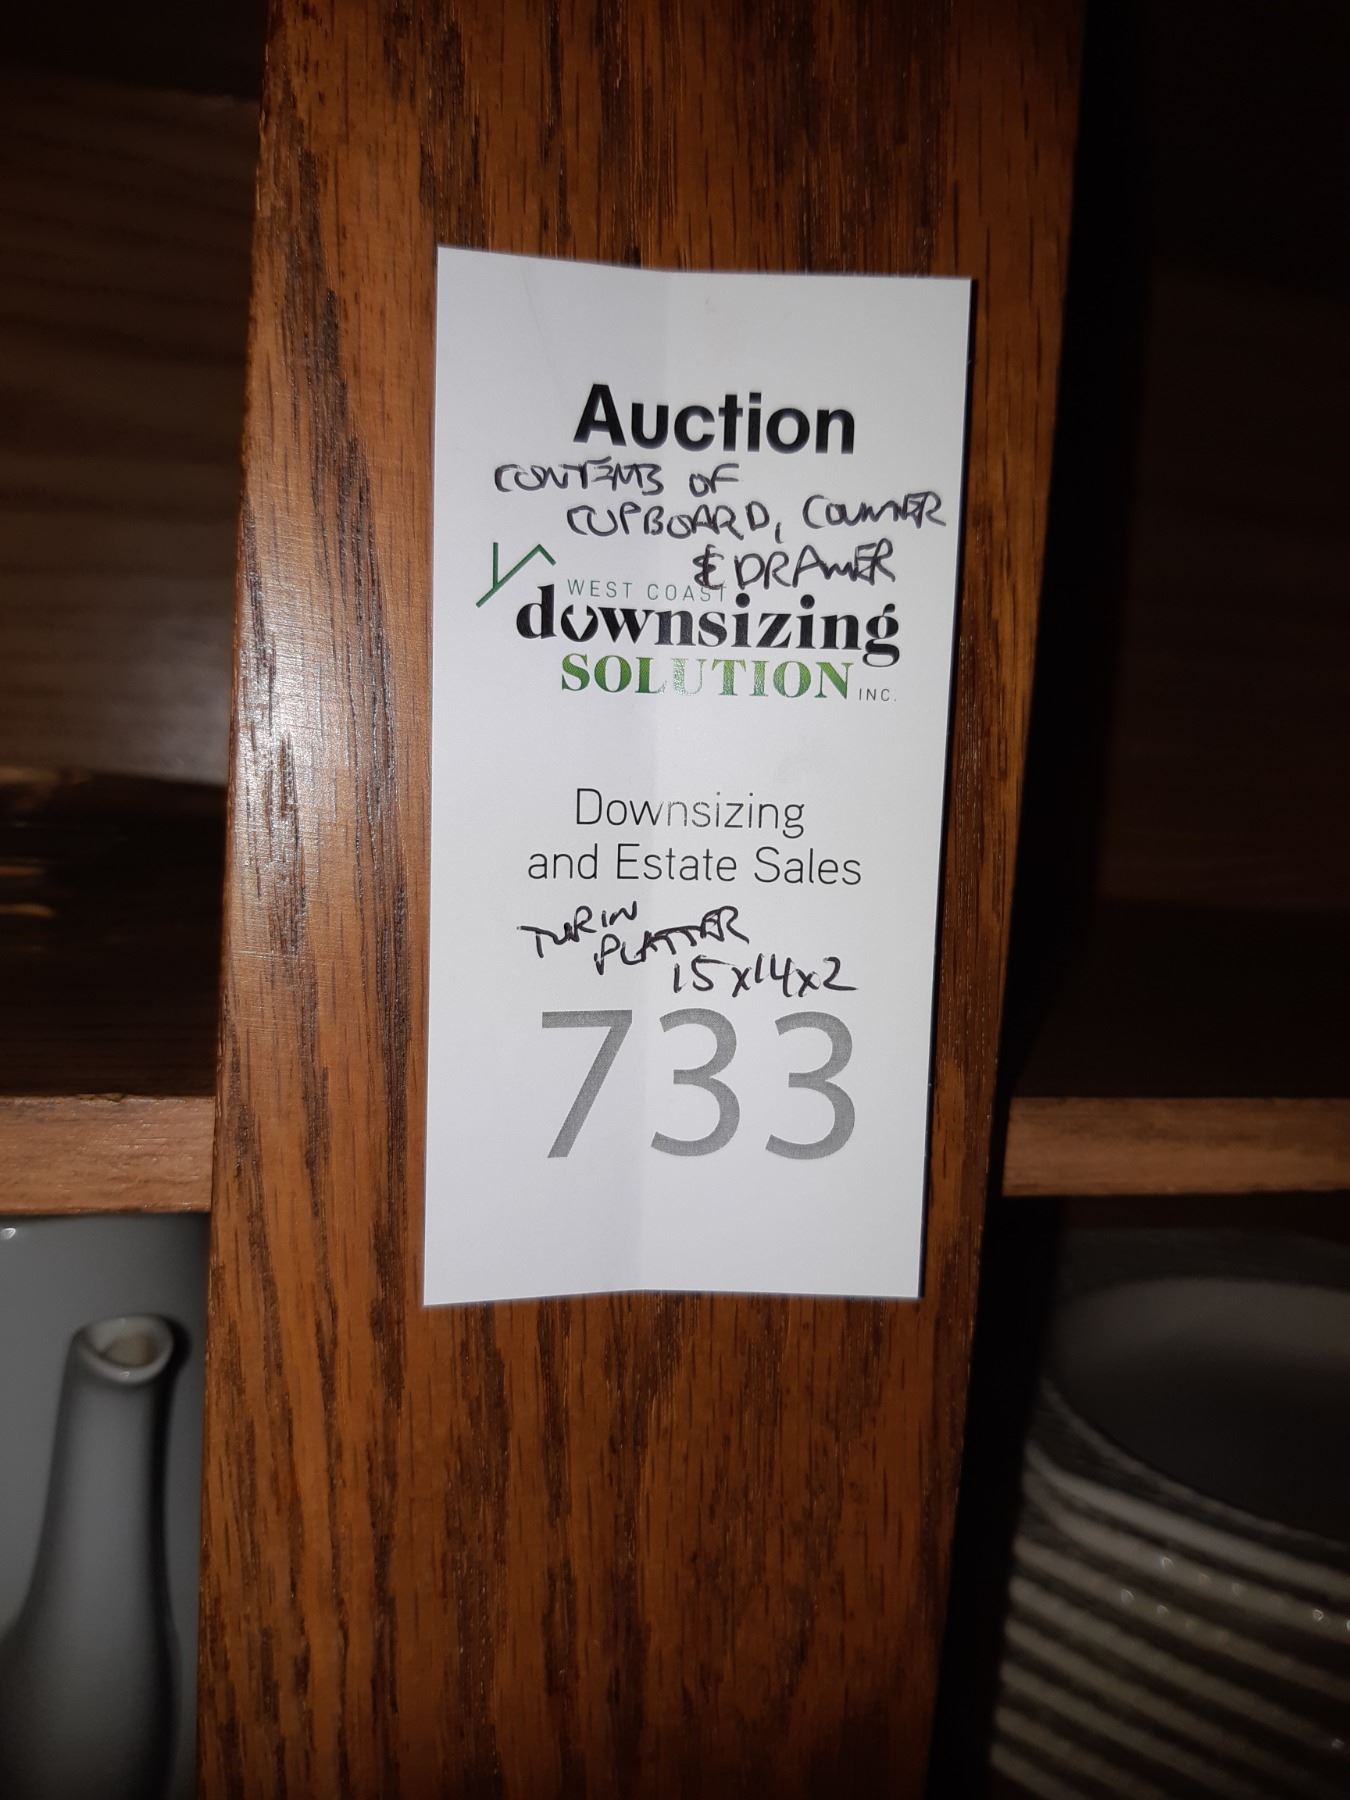 Auction
CONTENTS OF
CUPBOARD, COUNTER
& DRAWER
WEST COAST
downsizing
SOLUTION INC.
Downsizing
and Estate Sales
TURIN
PLATTER
15x14x2
733